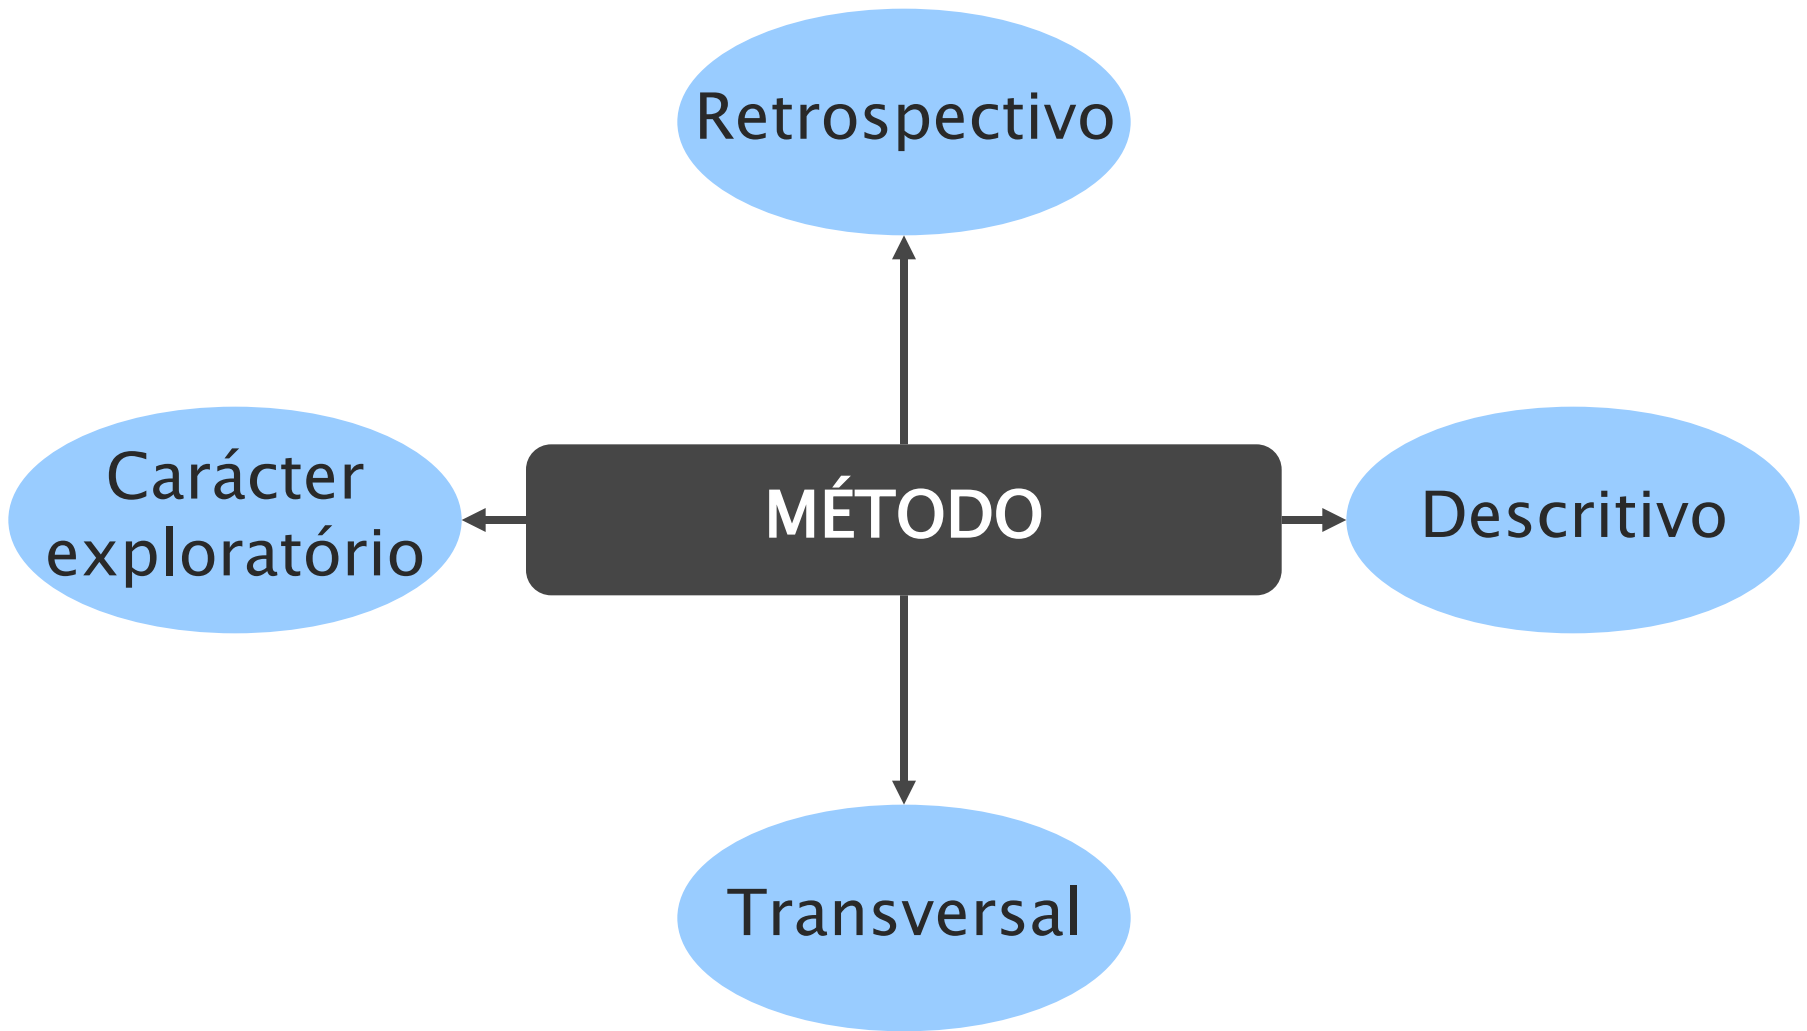 Retrospectivo
Carácter
exploratório
MÉTODO
Descritivo
Transversal